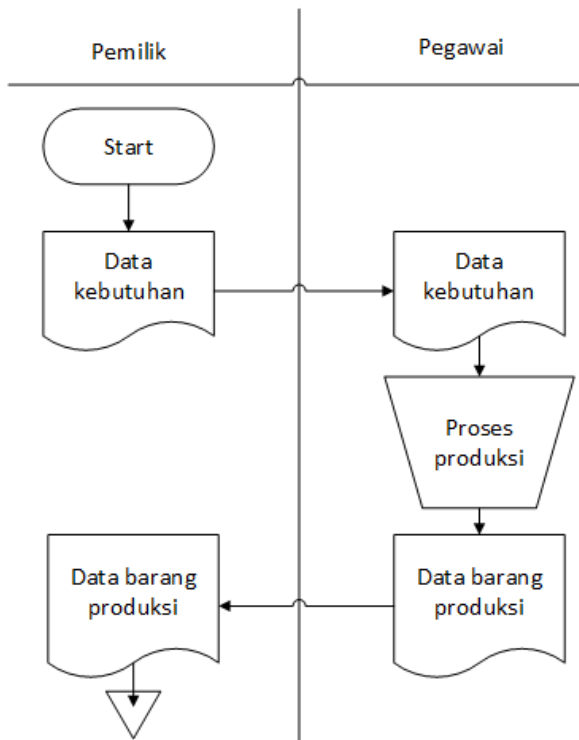 Pemilik
Pegawai
Start
Data
kebutuhan
Data
kebutuhan
Proses
produksi
Data barang
produksi
Data barang
produksi